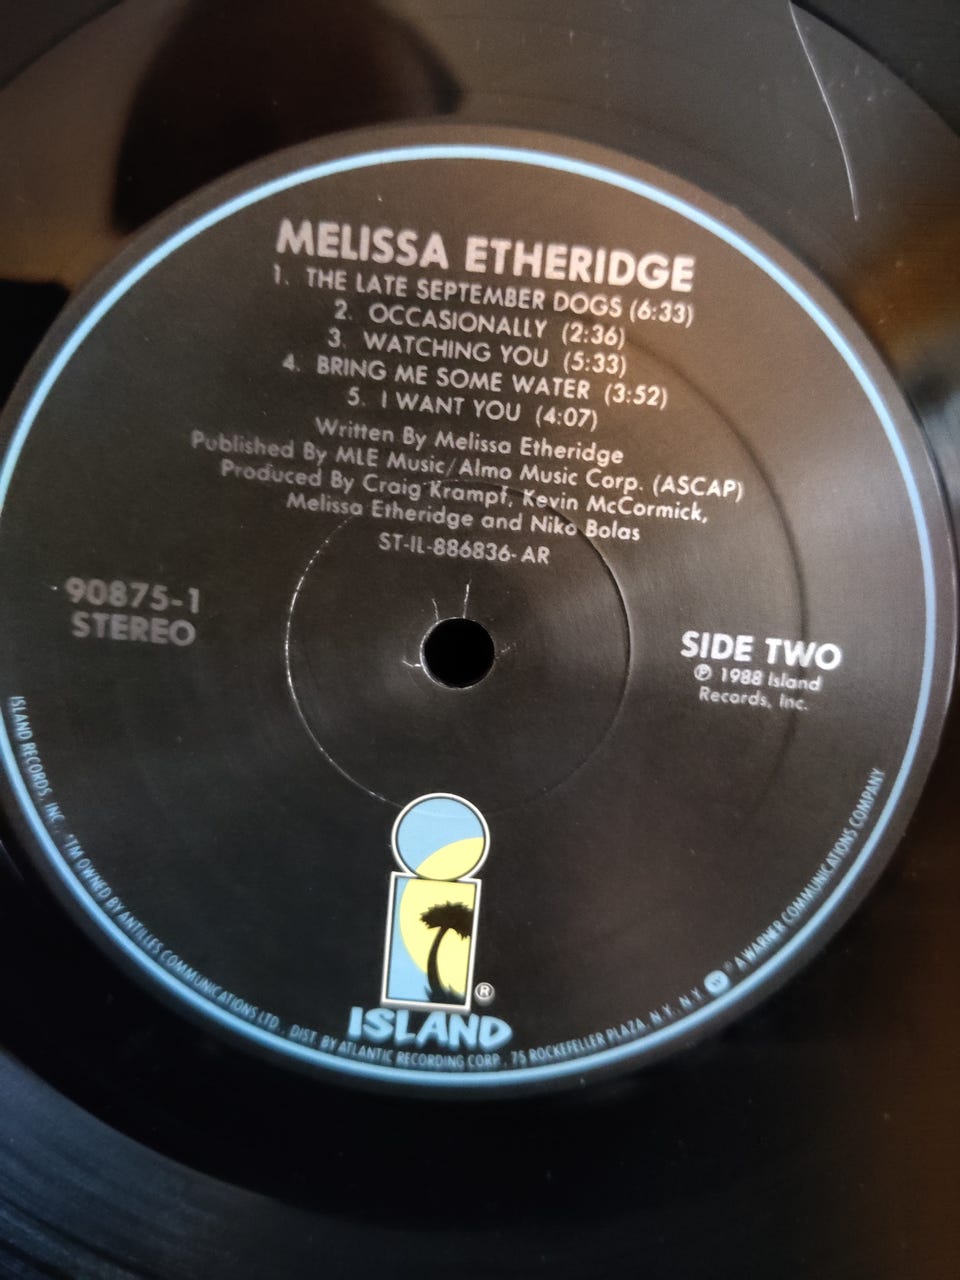 MELISSA ETHERIDGE
1. THE LATE SEPTEMBER DOGS (6:33)
2. OCCASIONALLY (2:36)
3. WATCHING YOU (5:33)
4. BRING ME SOME WATER (3:52)
5. I WANT YOU (4:07)
Written By Melissa Etheridge
Published By MLE Music/Almo Music Corp. (ASCAP)
Produced By Craig Krampf, Kevin McCormick,
Melissa Etheridge and Niko Bolas
ST-IL-886836-AR
90875-1
STEREO
SIDE TWO
℗ 1988 Island
Records, Inc.
i
®
ISLAND
ISLAND RECORDS, INC. *TM OWNED BY ANTILLES COMMUNICATIONS LTD. DIST. BY ATLANTIC RECORDING CORP., 75 ROCKEFELLER PLAZA, N.Y., N.Y. ® A WARNER COMMUNICATIONS COMPANY